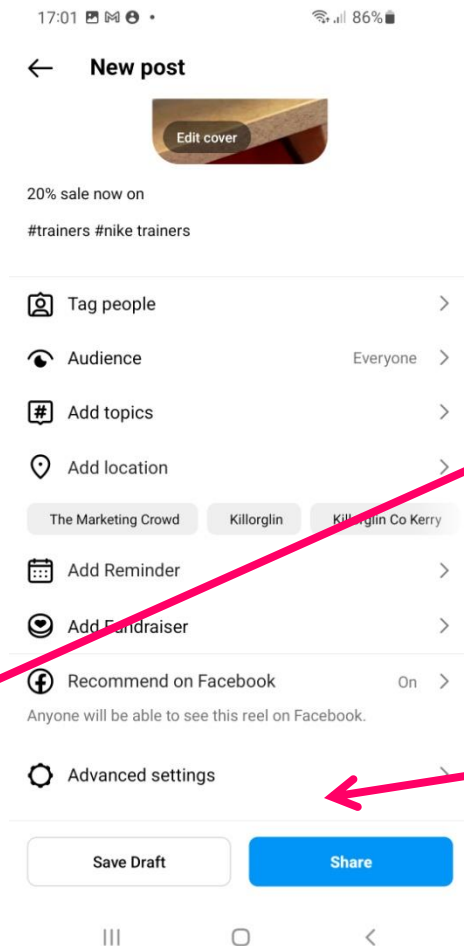 17:01 86%
New post
Edit cover
20% sale now on
#trainers #nike trainers
Tag people
Audience Everyone
Add topics
Add location
The Marketing Crowd Killorglin Killorglin Co Kerry
Add Reminder
Add Fundraiser
Recommend on Facebook On
Anyone will be able to see this reel on Facebook.
Advanced settings
Save Draft Share